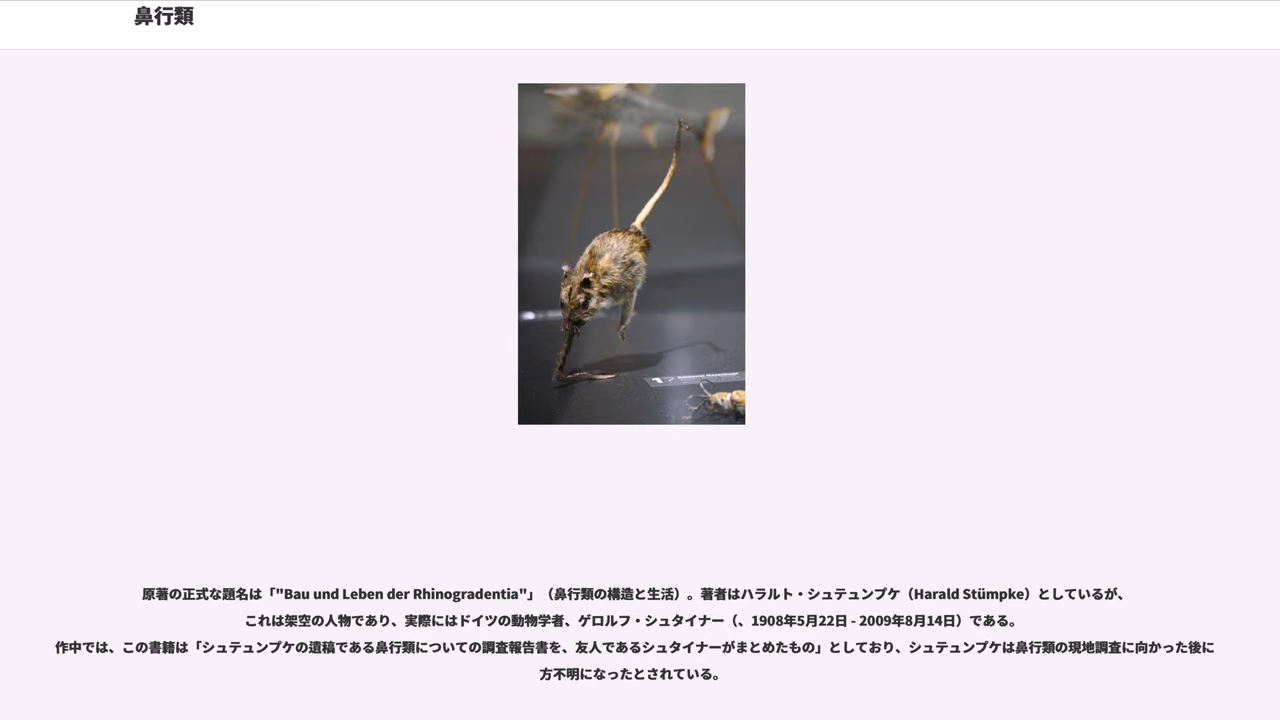 鼻行類
原著の正式な題名は「"Bau und Leben der Rhinogradentia"」（鼻行類の構造と生活）。著者はハラルト・シュテュンプケ（Harald Stümpke）としているが、
これは架空の人物であり、実際にはドイツの動物学者、ゲロルフ・シュタイナー（、1908年5月22日 - 2009年8月14日）である。
作中では、この書籍は「シュテュンプケの遺稿である鼻行類についての調査報告書を、友人であるシュタイナーがまとめたもの」としており、シュテュンプケは鼻行類の現地調査に向かった後に
方不明になったとされている。